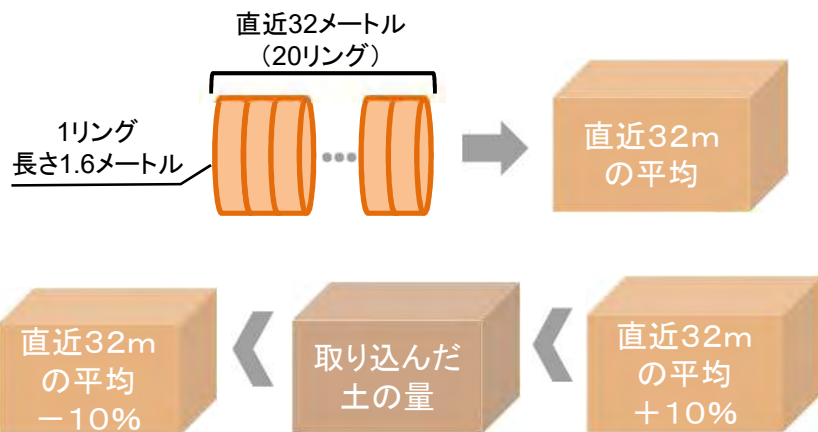 直近32メートル
（20リング）
1リング
長さ1.6メートル
直近32m
の平均
直近32m
の平均
－10%
取り込んだ
土の量
直近32m
の平均
＋10%